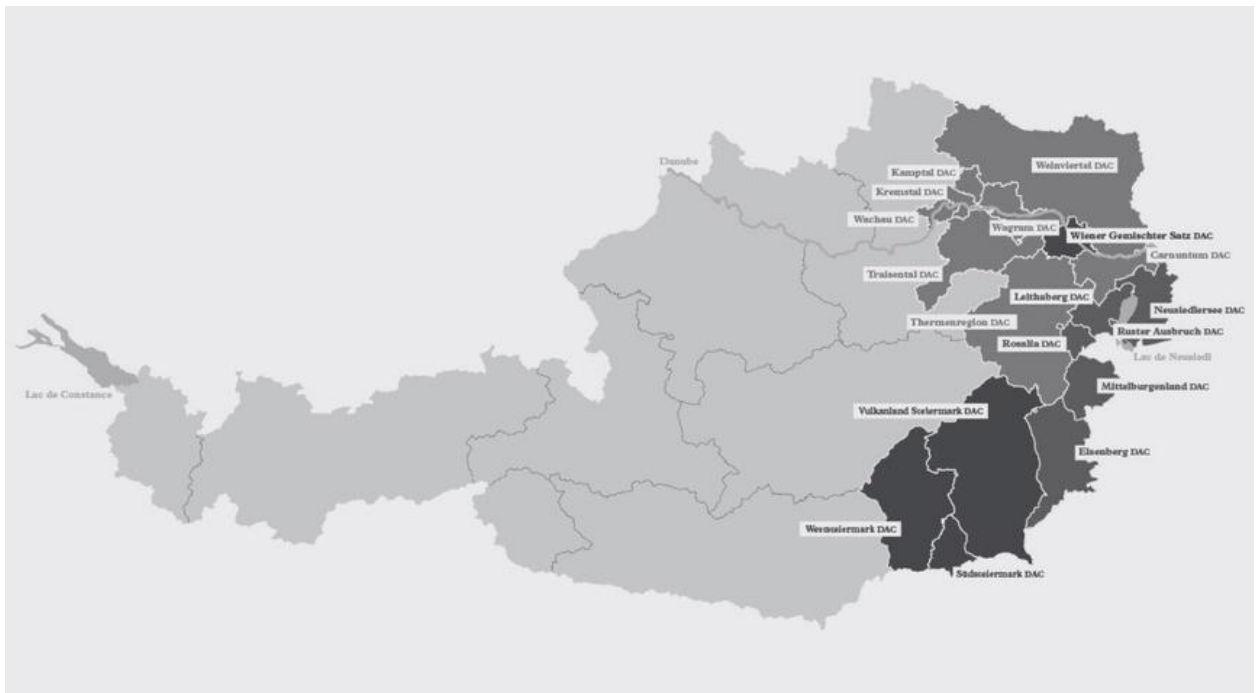 Danube
Weinviertel DAC
Kamptal DAC
Kremstal DAC
Wachau DAC
Wagram DAC
Wiener Gemischter Satz DAC
Carnuntum DAC
Traisental DAC
Leithaberg DAC
Neusiedlersee DAC
Thermenregion DAC
Ruster Ausbruch DAC
Rosalia DAC
Lac de Neusiedl
Mittelburgenland DAC
Lac de Constance
Vulkanland Steiermark DAC
Eisenberg DAC
Weststeiermark DAC
Südsteiermark DAC